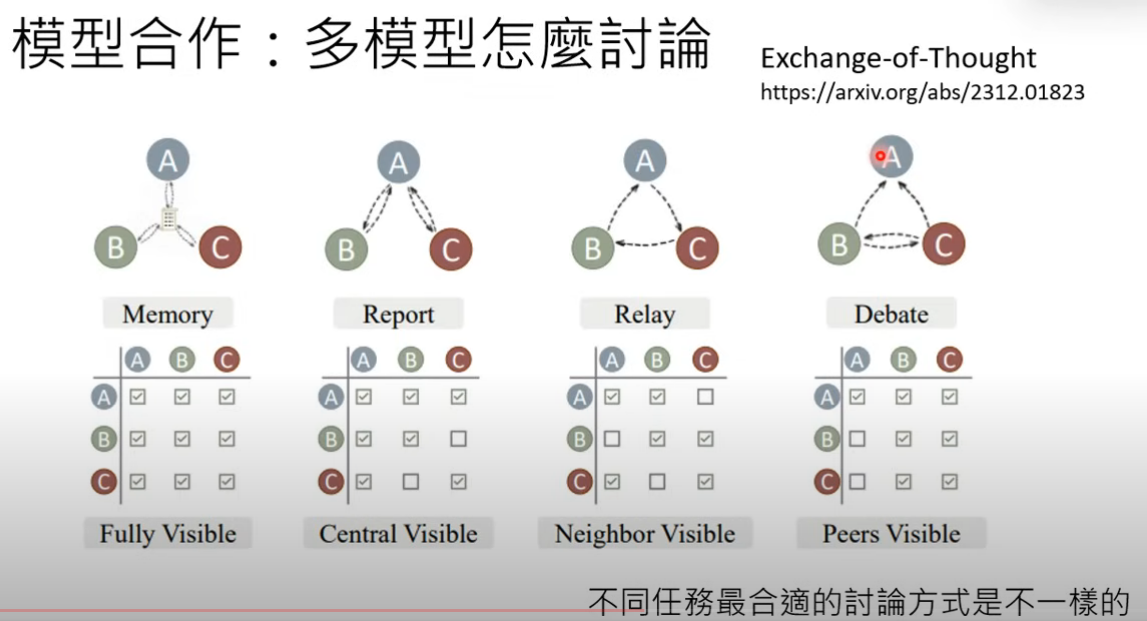 模型合作：多模型怎麼討論
Exchange-of-Thought
https://arxiv.org/abs/2312.01823
A
B C
A
B C
A
B C
A
B C
Memory Report Relay Debate
A B C A B C A B C A B C
A A A A
B B B B
C C C C
Fully Visible Central Visible Neighbor Visible Peers Visible
不同任務最合適的討論方式是不一樣的